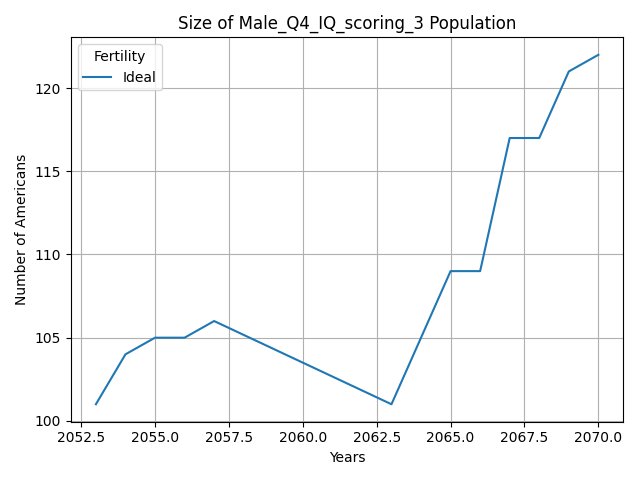 Size of Male_Q4_IQ_scoring_3 Population
Fertility
Ideal
Number of Americans
120
115
110
105
100
2052.5 2055.0 2057.5 2060.0 2062.5 2065.0 2067.5 2070.0
Years